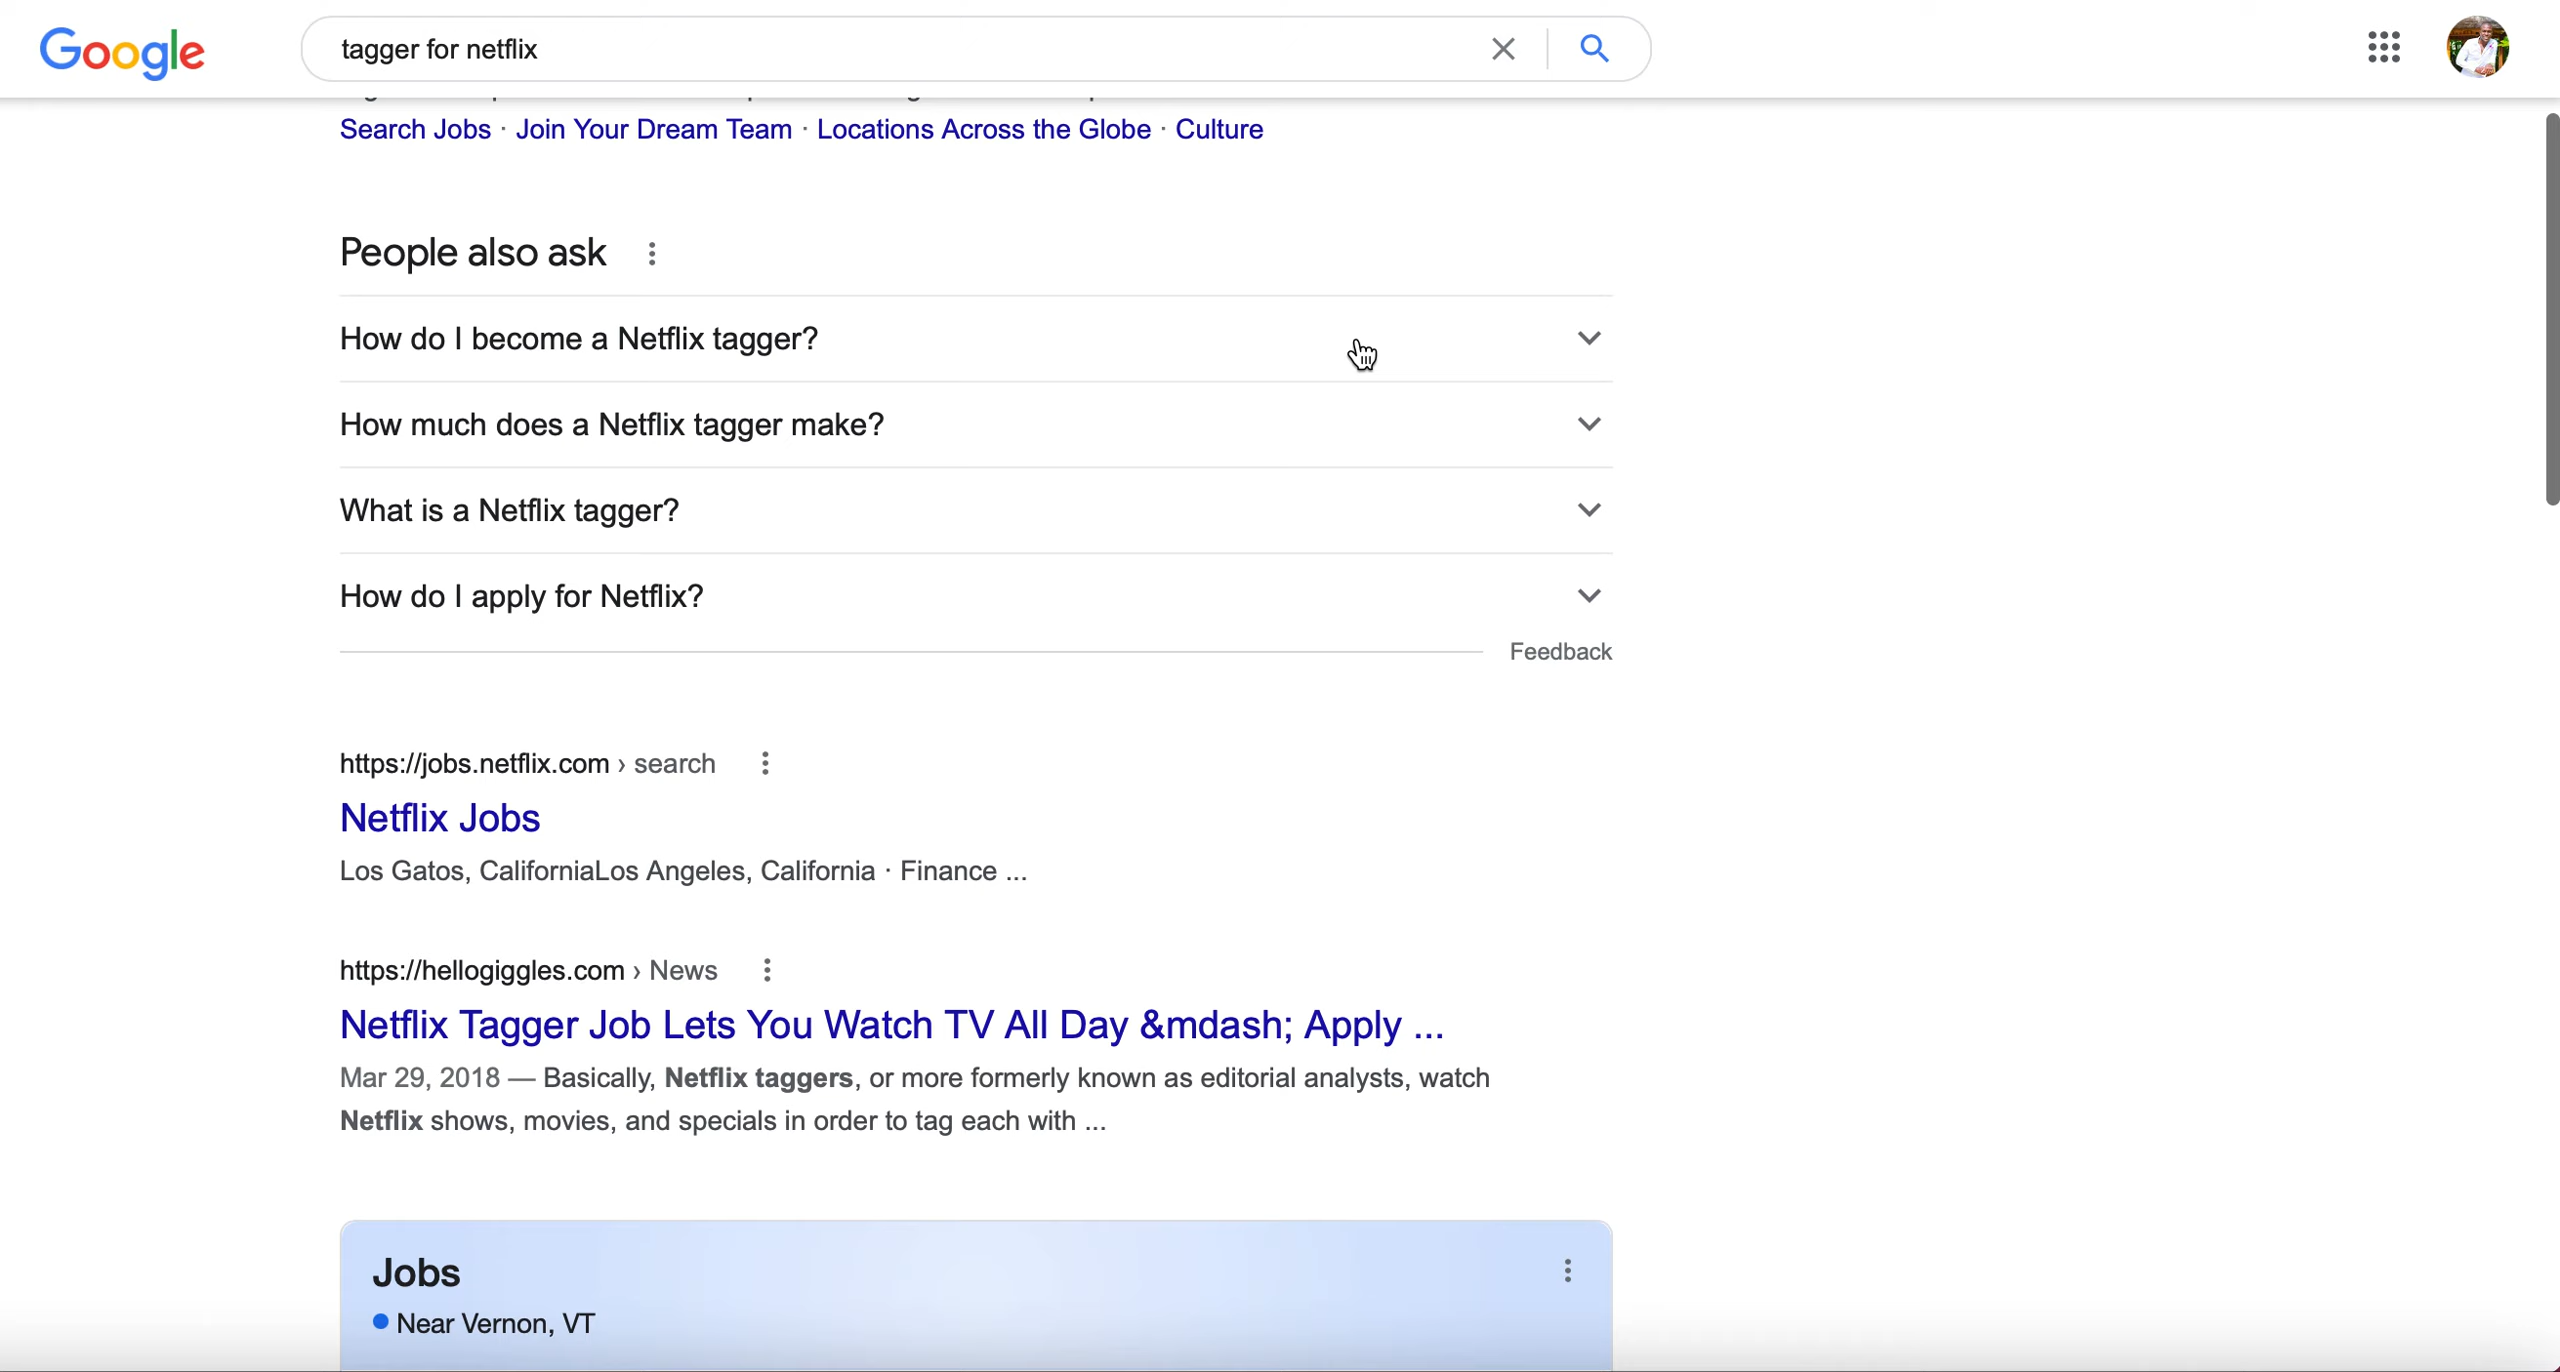 Google
tagger for netflix
Search Jobs · Join Your Dream Team · Locations Across the Globe · Culture
People also ask
How do I become a Netflix tagger?
How much does a Netflix tagger make?
What is a Netflix tagger?
How do I apply for Netflix?
Feedback
https://jobs.netflix.com › search
Netflix Jobs
Los Gatos, CaliforniaLos Angeles, California · Finance ...
https://hellogiggles.com › News
Netflix Tagger Job Lets You Watch TV All Day &mdash; Apply ...
Mar 29, 2018 — Basically, Netflix taggers, or more formerly known as editorial analysts, watch
Netflix shows, movies, and specials in order to tag each with ...
Jobs
Near Vernon, VT